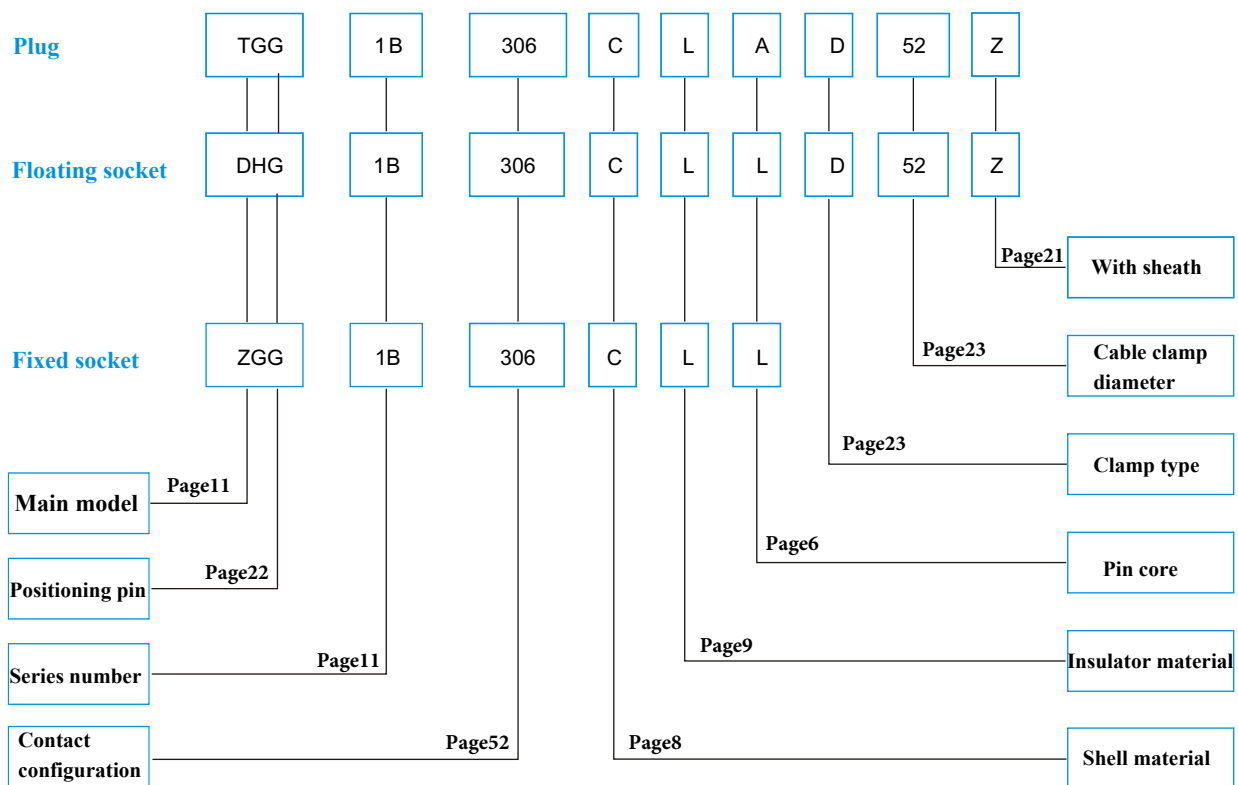 Plug TGG 1B 306 C L A D 52 Z
Floating socket DHG 1B 306 C L L D 52 Z
Page21 With sheath
Fixed socket ZGG 1B 306 C L L
Page23 Cable clamp
diameter
Page23 Clamp type
Main model Page11
Page6 Pin core
Positioning pin Page22
Page9 Insulator material
Series number Page11
Contact
configuration Page52
Page8 Shell material